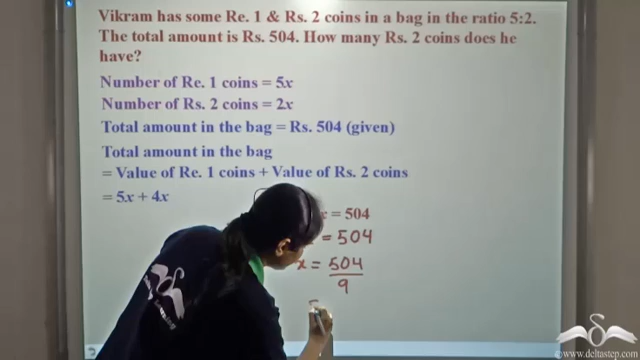 Vikram has some Re. 1 & Rs. 2 coins in a bag in the ratio 5:2.
The total amount is Rs. 504. How many Rs. 2 coins does he
have?
Number of Re. 1 coins = 5x
Number of Rs. 2 coins = 2x
Total amount in the bag = Rs. 504 (given)
Total amount in the bag
= Value of Re. 1 coins + Value of Rs. 2 coins
= 5x + 4x
x = 504
= 504
x = 504
9
www.deltastep.com